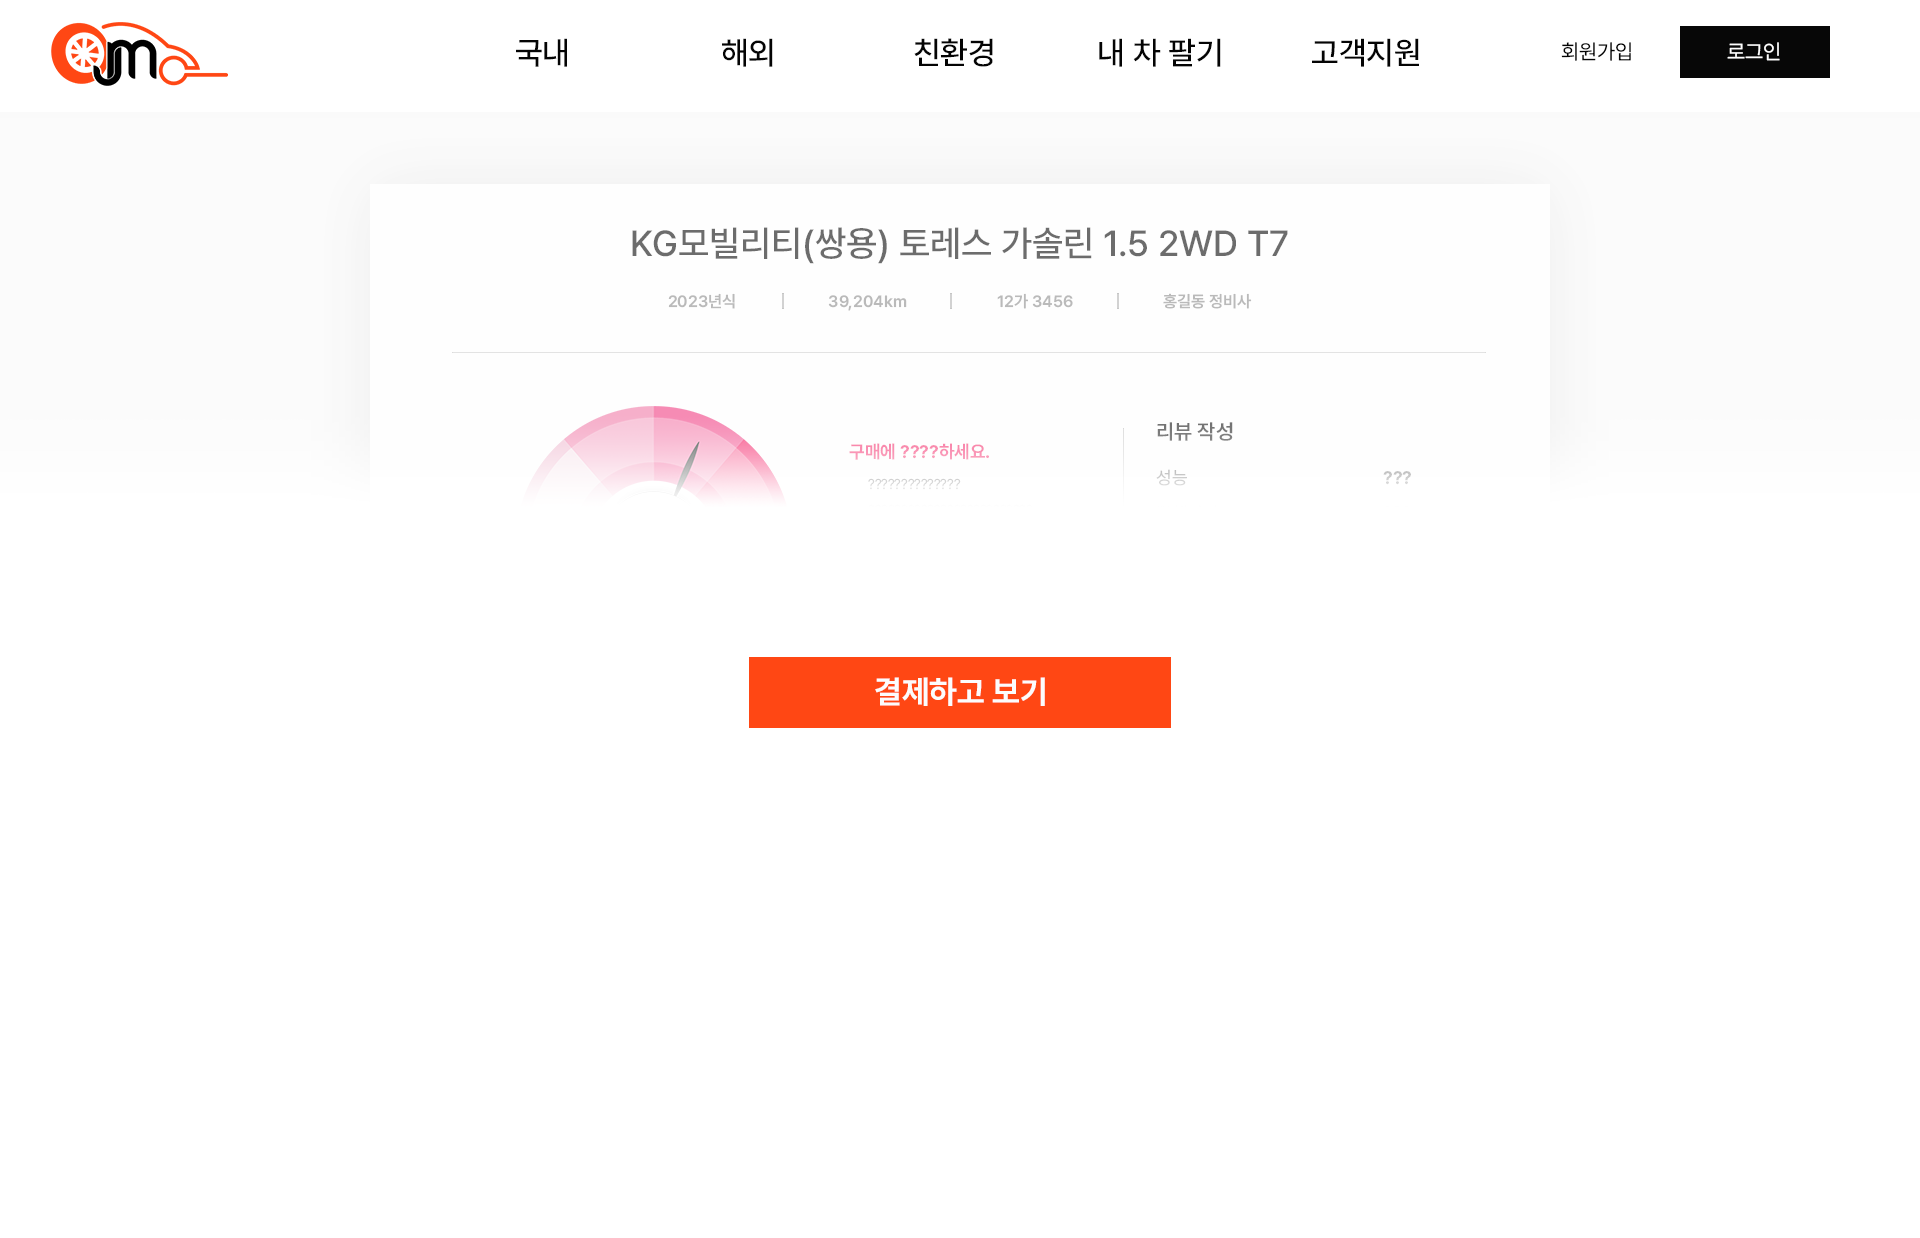 국내 해외 친환경 내 차 팔기 고객지원 회원가입 로그인
KG모빌리티(쌍용) 토레스 가솔린 1.5 2WD T7
2023년식 | 39,204km | 12가 3456 | 홍길동 정비사
리뷰 작성
구매에 ????하세요.
성능 ???
??????????????
결제하고 보기